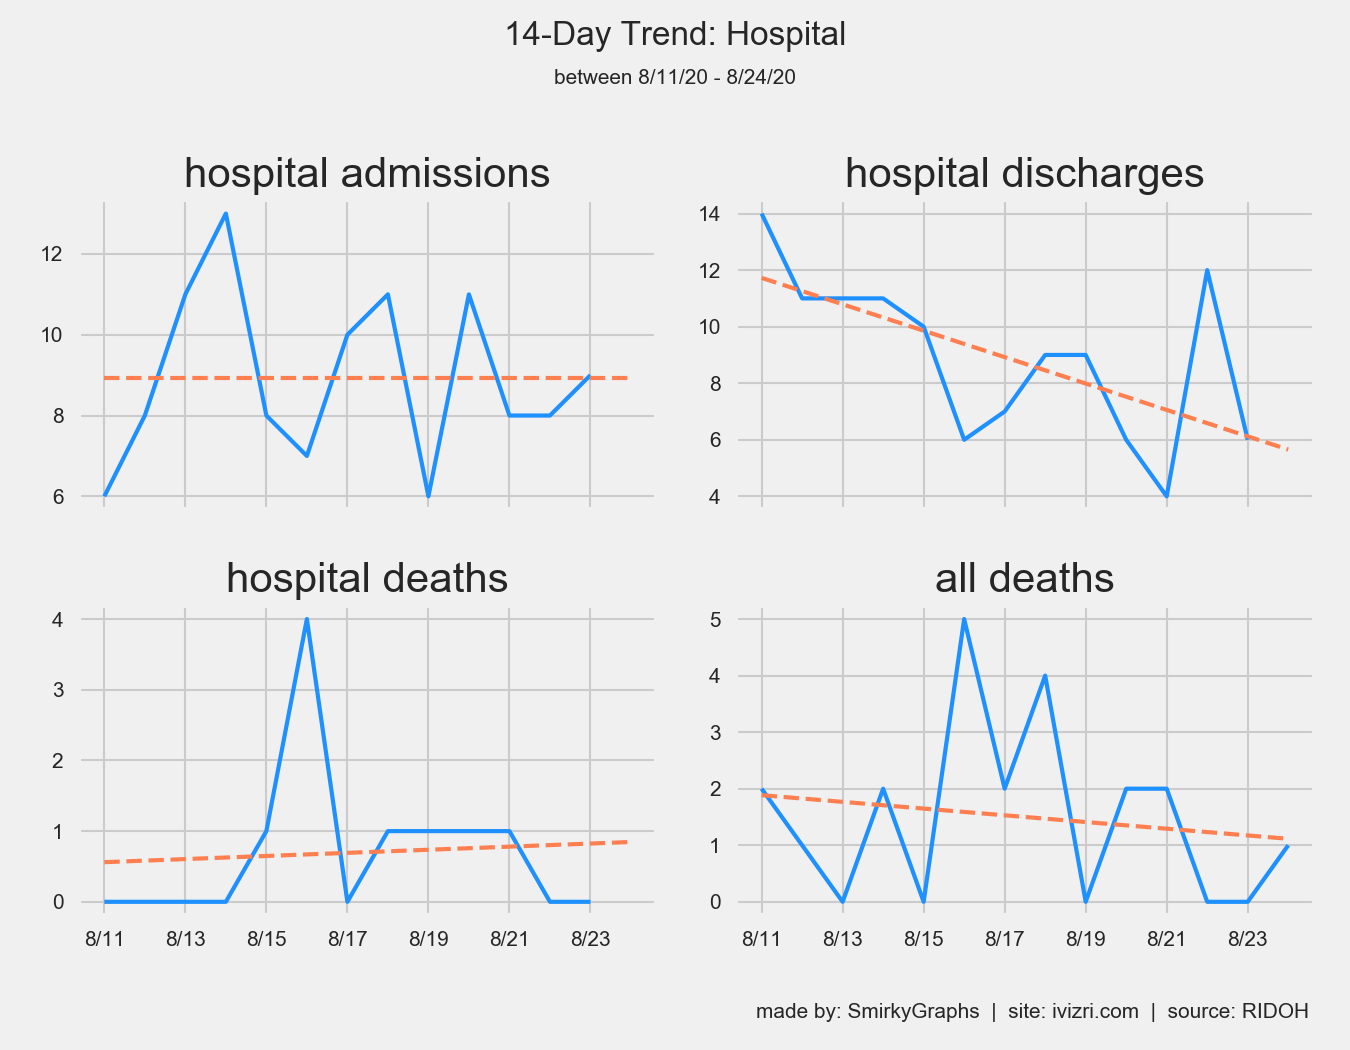 14-Day Trend: Hospital
between 8/11/20 - 8/24/20
hospital admissions
12
10
8
6
hospital discharges
14
12
10
8
6
4
hospital deaths
4
3
2
1
0
8/11 8/13 8/15 8/17 8/19 8/21 8/23
all deaths
5
4
3
2
1
0
8/11 8/13 8/15 8/17 8/19 8/21 8/23
made by: SmirkyGraphs | site: ivizri.com | source: RIDOH